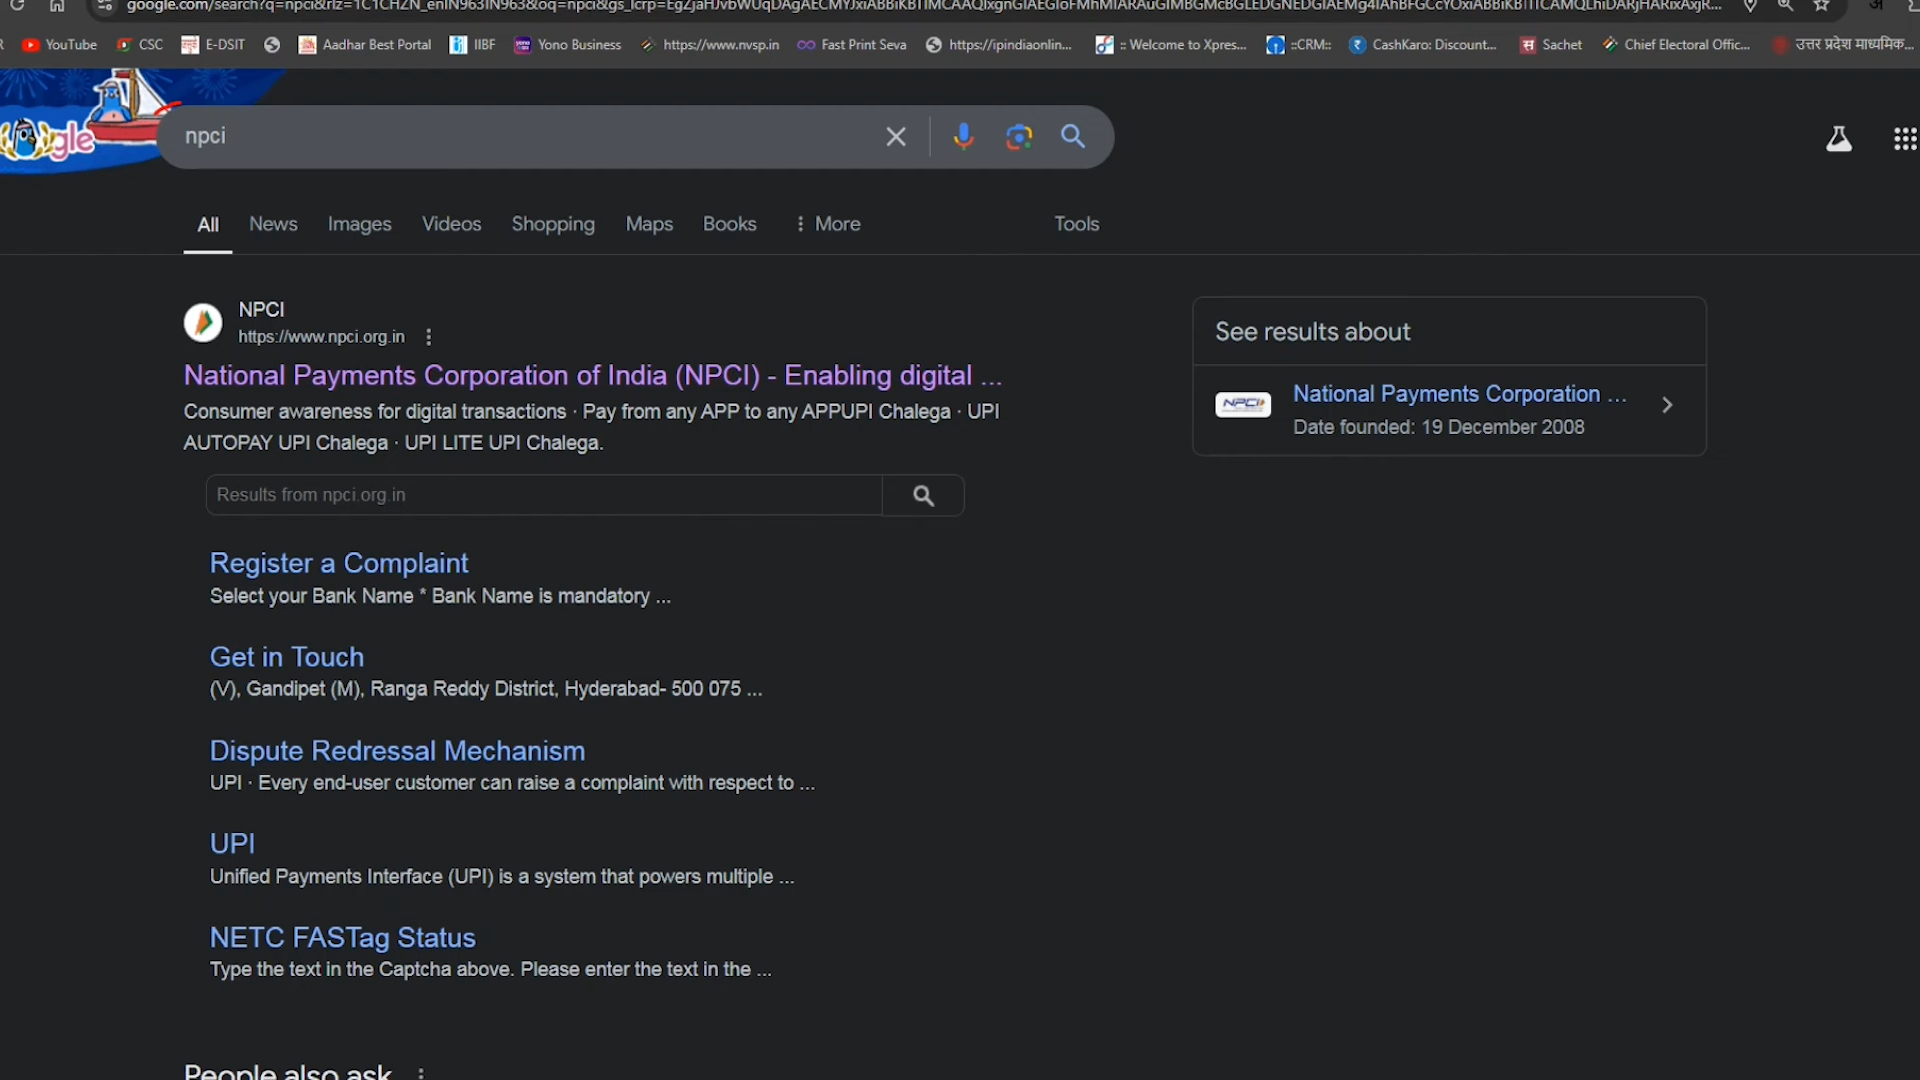 YouTube CSC E-DSIT Aadhar Best Portal IIBF Yono Business https://www.nvsp.in Fast Print Seva https://ipindiaonlin... :: Welcome to Xpres... ::CRM:: CashKaro: Discount... Sachet Chief Electoral Offic... उत्तर प्रदेश माध्यमिक...
gle
npci
All News Images Videos Shopping Maps Books More Tools
NPCI
https://www.npci.org.in
National Payments Corporation of India (NPCI) - Enabling digital ...
Consumer awareness for digital transactions · Pay from any APP to any APPUPI Chalega · UPI
AUTOPAY UPI Chalega · UPI LITE UPI Chalega.
Results from npci.org.in
Register a Complaint
Select your Bank Name * Bank Name is mandatory ...
Get in Touch
(V), Gandipet (M), Ranga Reddy District, Hyderabad- 500 075 ...
Dispute Redressal Mechanism
UPI · Every end-user customer can raise a complaint with respect to ...
UPI
Unified Payments Interface (UPI) is a system that powers multiple ...
NETC FASTag Status
Type the text in the Captcha above. Please enter the text in the ...
People also ask
See results about
NPCI
National Payments Corporation ...
Date founded: 19 December 2008